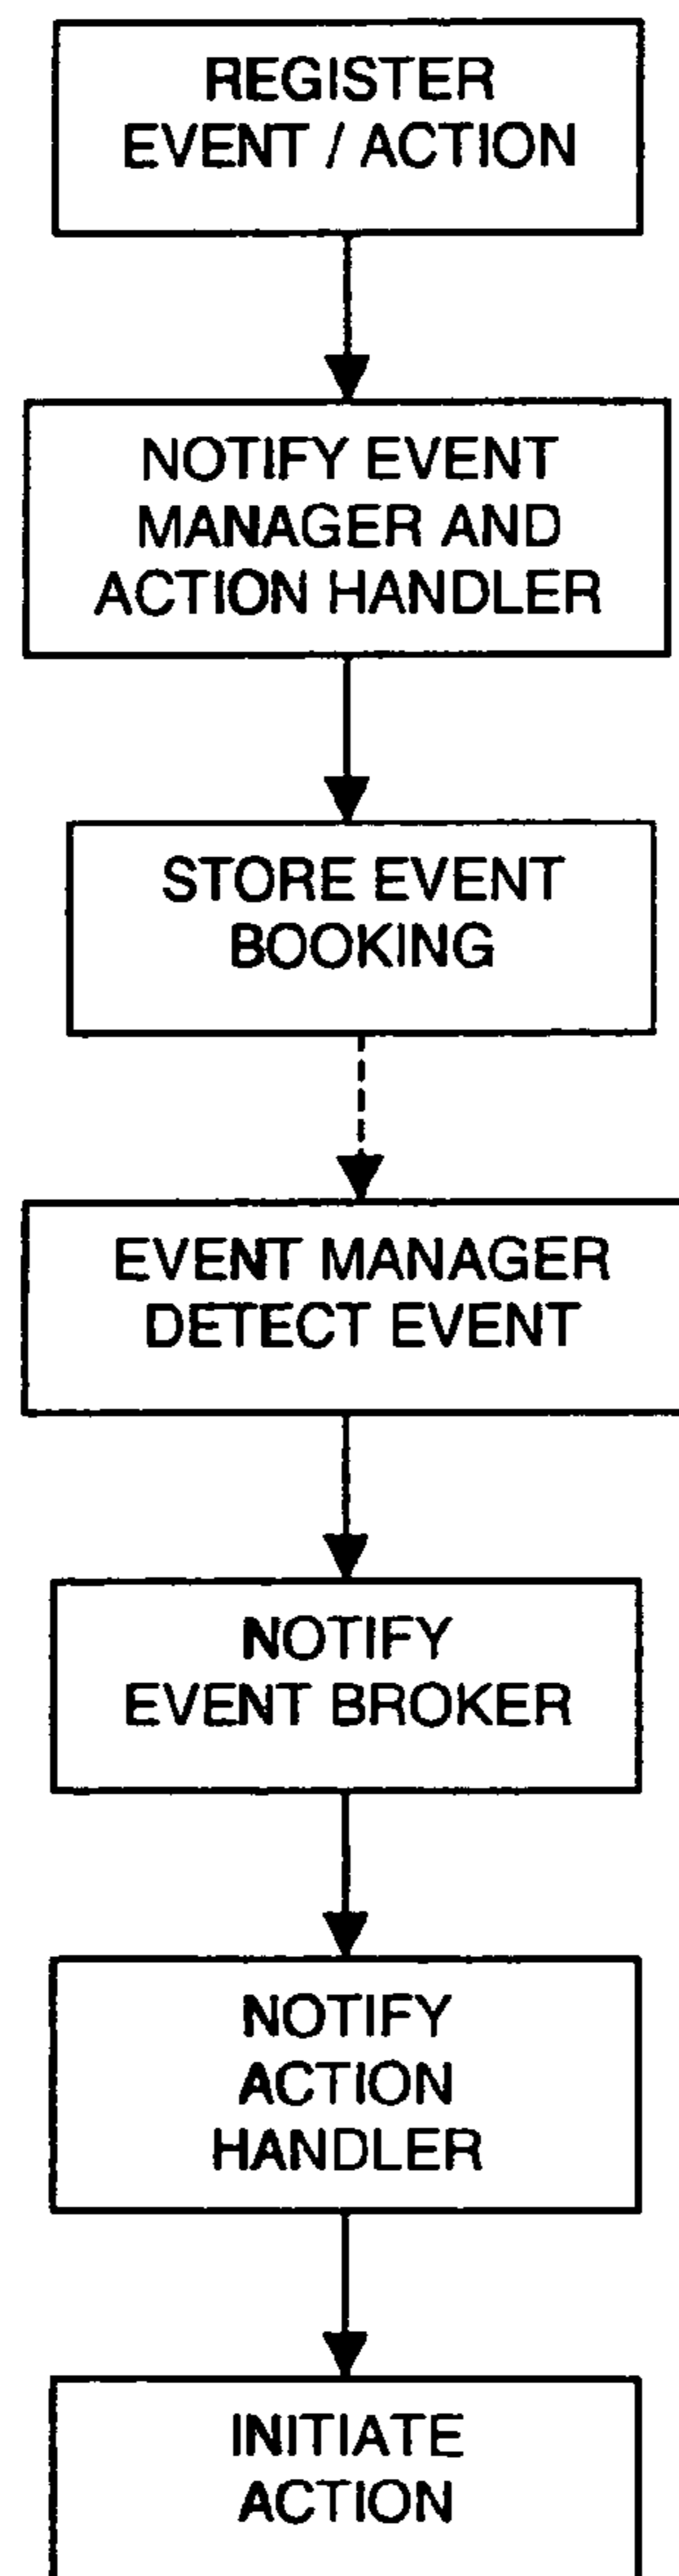 REGISTER
EVENT / ACTION
NOTIFY EVENT
MANAGER AND
ACTION HANDLER
STORE EVENT
BOOKING
EVENT MANAGER
DETECT EVENT
NOTIFY
EVENT BROKER
NOTIFY
ACTION
HANDLER
INITIATE
ACTION